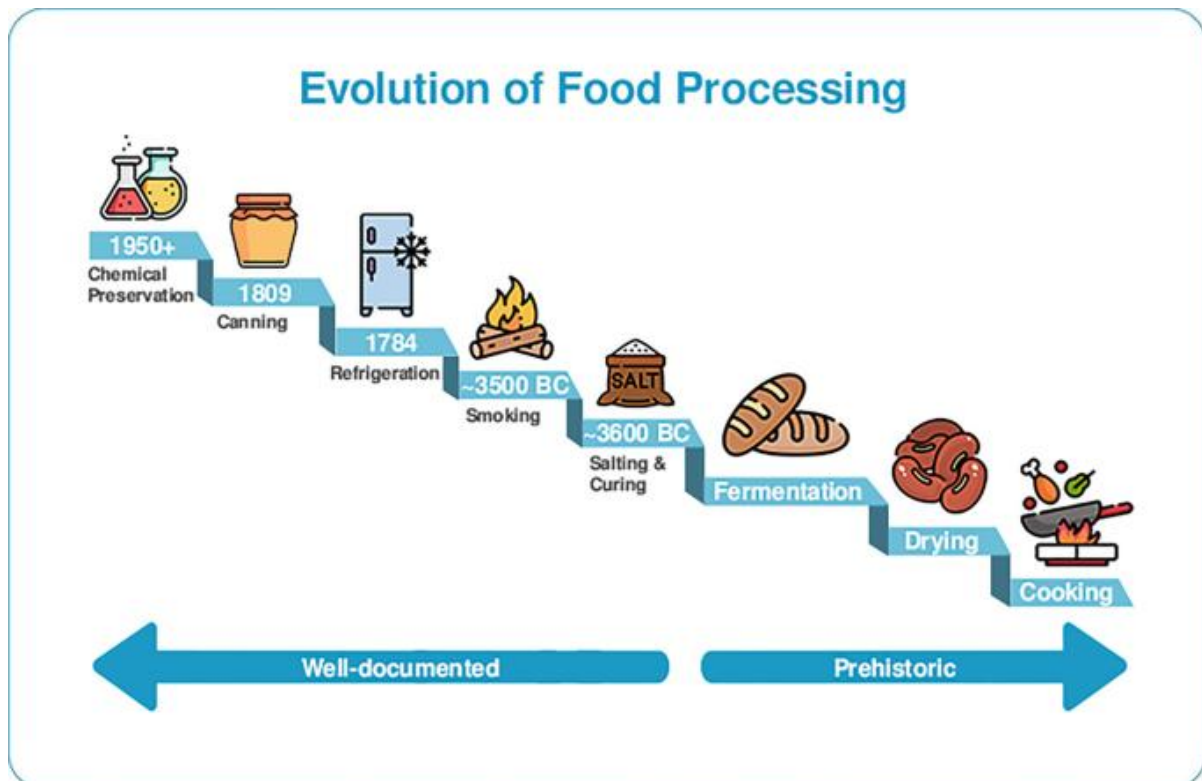 Evolution of Food Processing
1950+
Chemical
Preservation
1809
Canning
1784
Refrigeration
~3500 BC
Smoking
SALT
~3600 BC
Salting &
Curing
Fermentation
Drying
Cooking
Well-documented
Prehistoric